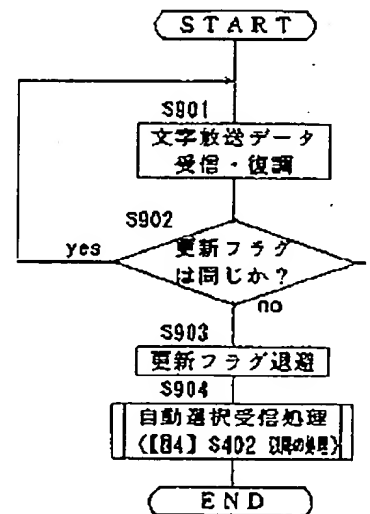 START
S901
文字放送データ
受信・復調
S902
yes
更新フラグ
は同じか?
no
S903
更新フラグ退避
S904
自動選択受信処理
(【図4】 S402 以降の処理)
END